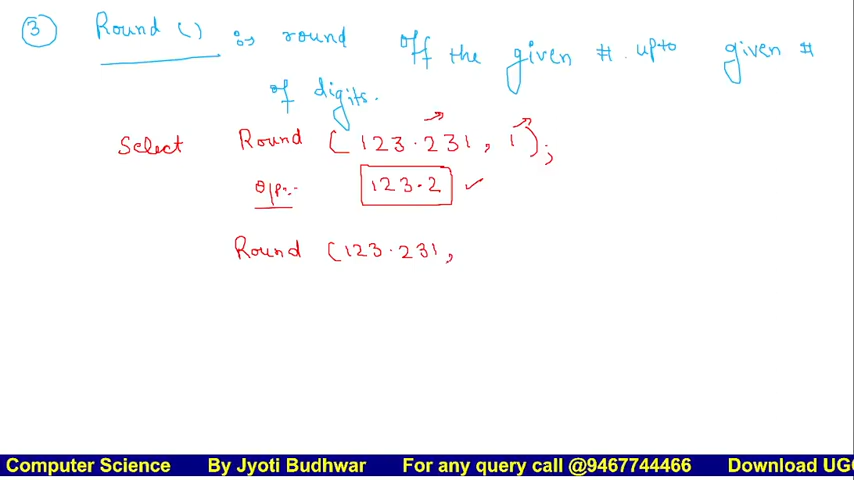 ③ Round () :→ round off the given #. upto given #
of digits.
Select Round (123.231, 1);
O/P:- 123.2 ✓
Round (123.231,
Computer Science By Jyoti Budhwar For any query call @9467744466 Download UG